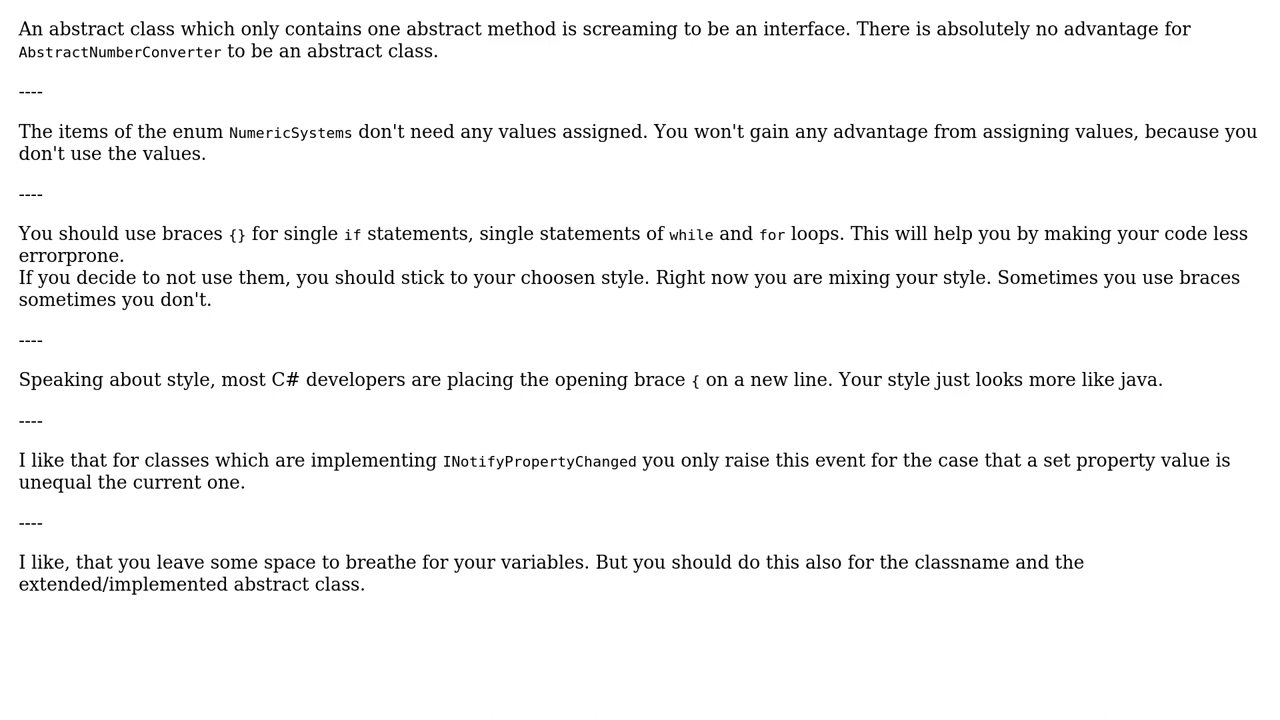 An abstract class which only contains one abstract method is screaming to be an interface. There is absolutely no advantage for
AbstractNumberConverter to be an abstract class.
----
The items of the enum NumericSystems don't need any values assigned. You won't gain any advantage from assigning values, because you
don't use the values.
----
You should use braces {} for single if statements, single statements of while and for loops. This will help you by making your code less
errorprone.
If you decide to not use them, you should stick to your choosen style. Right now you are mixing your style. Sometimes you use braces
sometimes you don't.
----
Speaking about style, most C# developers are placing the opening brace { on a new line. Your style just looks more like java.
----
I like that for classes which are implementing INotifyPropertyChanged you only raise this event for the case that a set property value is
unequal the current one.
----
I like, that you leave some space to breathe for your variables. But you should do this also for the classname and the
extended/implemented abstract class.